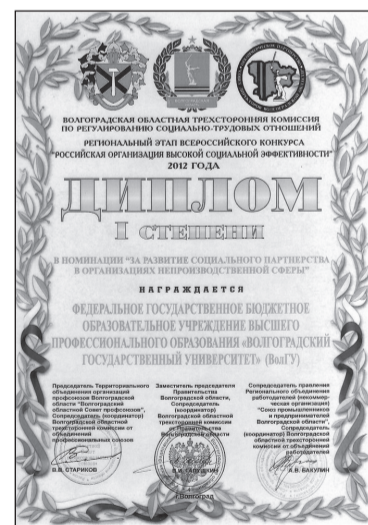 ВОЛГОГРАДСКАЯ ОБЛАСТНАЯ ТРЕХСТОРОННЯЯ КОМИССИЯ
ПО РЕГУЛИРОВАНИЮ СОЦИАЛЬНО-ТРУДОВЫХ ОТНОШЕНИЙ
РЕГИОНАЛЬНЫЙ ЭТАП ВСЕРОССИЙСКОГО КОНКУРСА
"РОССИЙСКАЯ ОРГАНИЗАЦИЯ ВЫСОКОЙ СОЦИАЛЬНОЙ ЭФФЕКТИВНОСТИ"
2012 ГОДА
ДИПЛОМ
I СТЕПЕНИ
В НОМИНАЦИИ "ЗА РАЗВИТИЕ СОЦИАЛЬНОГО ПАРТНЕРСТВА
В ОРГАНИЗАЦИЯХ НЕПРОИЗВОДСТВЕННОЙ СФЕРЫ"
НАГРАЖДАЕТСЯ
ФЕДЕРАЛЬНОЕ ГОСУДАРСТВЕННОЕ БЮДЖЕТНОЕ
ОБРАЗОВАТЕЛЬНОЕ УЧРЕЖДЕНИЕ ВЫСШЕГО
ПРОФЕССИОНАЛЬНОГО ОБРАЗОВАНИЯ «ВОЛГОГРАДСКИЙ
ГОСУДАРСТВЕННЫЙ УНИВЕРСИТЕТ» (ВолГУ)
Председатель Территориального
объединения организаций
профсоюзов Волгоградской
области "Волгоградский
областной Совет профсоюзов",
Сопредседатель (координатор)
Волгоградской областной
трехсторонней комиссии от
объединений
профессиональных союзов
В.В. СТАРИКОВ
Заместитель председателя
Правительства
Волгоградской области,
Сопредседатель
(координатор)
Волгоградской областной
трехсторонней комиссии
от Правительства
Волгоградской области
Сопредседатель правления
Регионального объединения
работодателей (некоммер-
ческая организация)
"Союз промышленников
и предпринимателей
Волгоградской области",
Сопредседатель
(координатор) Волгоградской
областной трехсторонней
комиссии от объединений
работодателей
А.В. БАКУЛИН
г.Волгоград